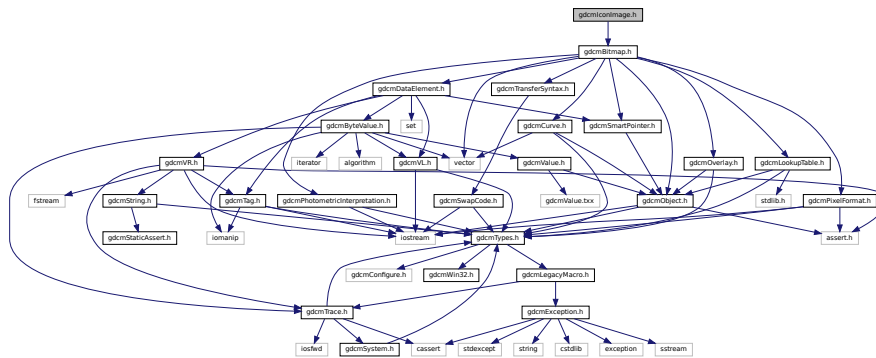 gdcmIconImage.h
gdcmBitmap.h
gdcmDataElement.h
gdcmTransferSyntax.h
gdcmByteValue.h
set
gdcmCurve.h
gdcmSmartPointer.h
gdcmVR.h
iterator
algorithm
gdcmVL.h
vector
gdcmValue.h
gdcmOverlay.h
gdcmLookupTable.h
fstream
gdcmString.h
gdcmTag.h
gdcmPhotometricInterpretation.h
gdcmSwapCode.h
gdcmValue.txx
gdcmObject.h
stdlib.h
gdcmPixelFormat.h
gdcmStaticAssert.h
iomanip
iostream
gdcmTypes.h
assert.h
gdcmConfigure.h
gdcmWin32.h
gdcmLegacyMacro.h
gdcmTrace.h
gdcmException.h
iosfwd
gdcmSystem.h
cassert
stdexcept
string
cstdlib
exception
sstream